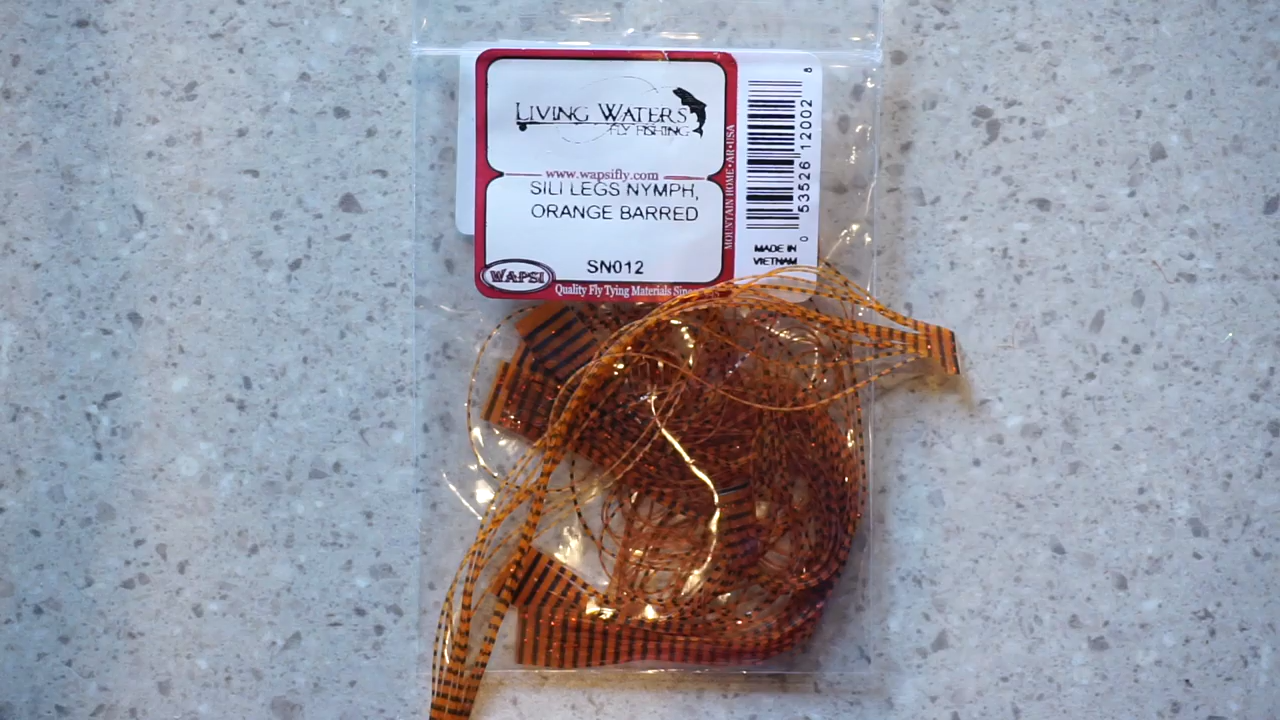 LIVING WATERS
FLY FISHING
www.wapsifly.com
SILI LEGS NYMPH,
ORANGE BARRED
SN012
WAPSI
Quality Fly Tying Materials
MOUNTAIN HOME • AR • USA
0 53526 12002 8
MADE IN
VIETNAM